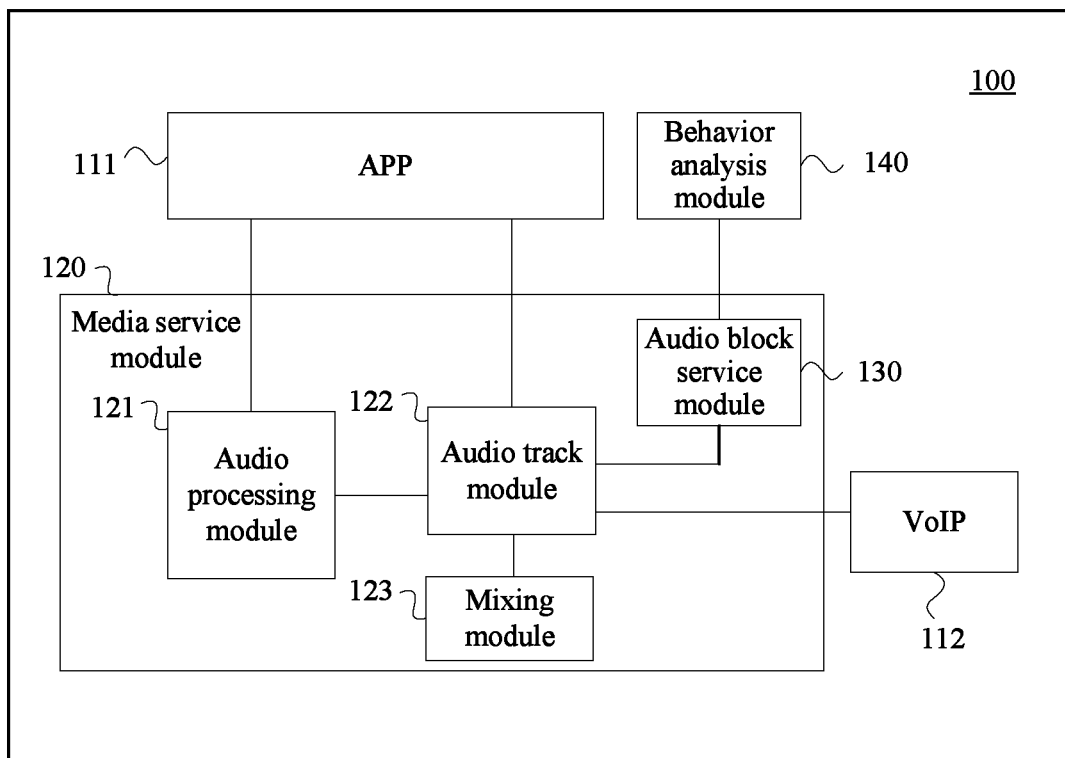 100
111
APP
Behavior
analysis
module
140
120
Media service
module
Audio block
service
module
130
121
Audio
processing
module
122
Audio track
module
VoIP
112
123
Mixing
module